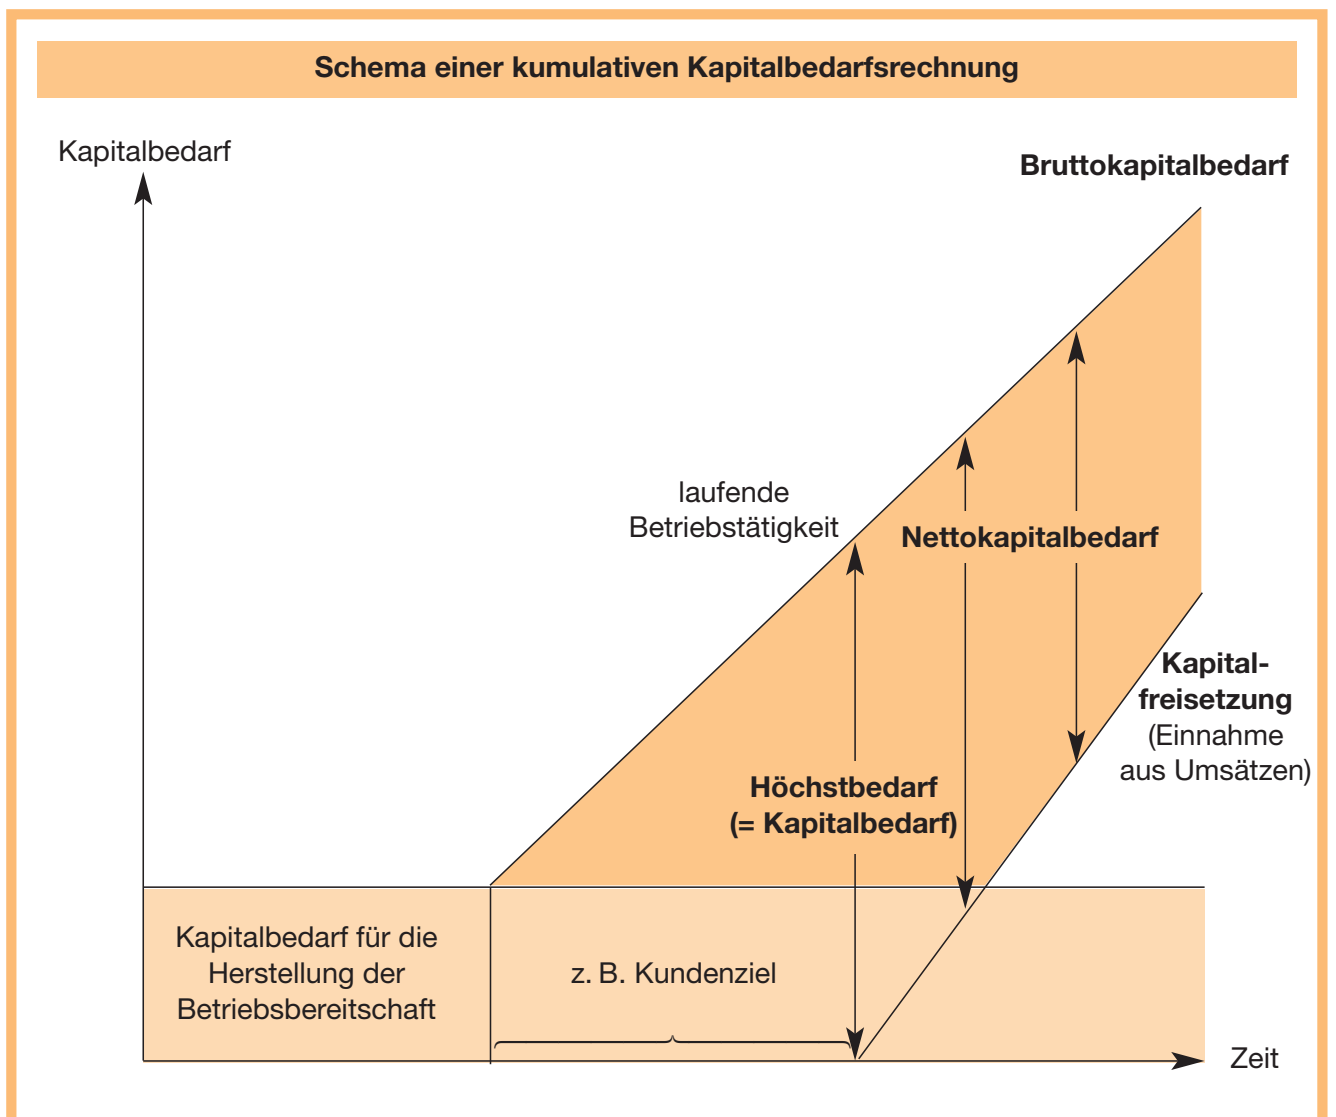 Schema einer kumulativen Kapitalbedarfsrechnung
Kapitalbedarf
Bruttokapitalbedarf
laufende
Betriebstätigkeit
Nettokapitalbedarf
Kapital-
freisetzung
(Einnahme
aus Umsätzen)
Höchstbedarf
(= Kapitalbedarf)
Kapitalbedarf für die
Herstellung der
Betriebsbereitschaft
z. B. Kundenziel
Zeit